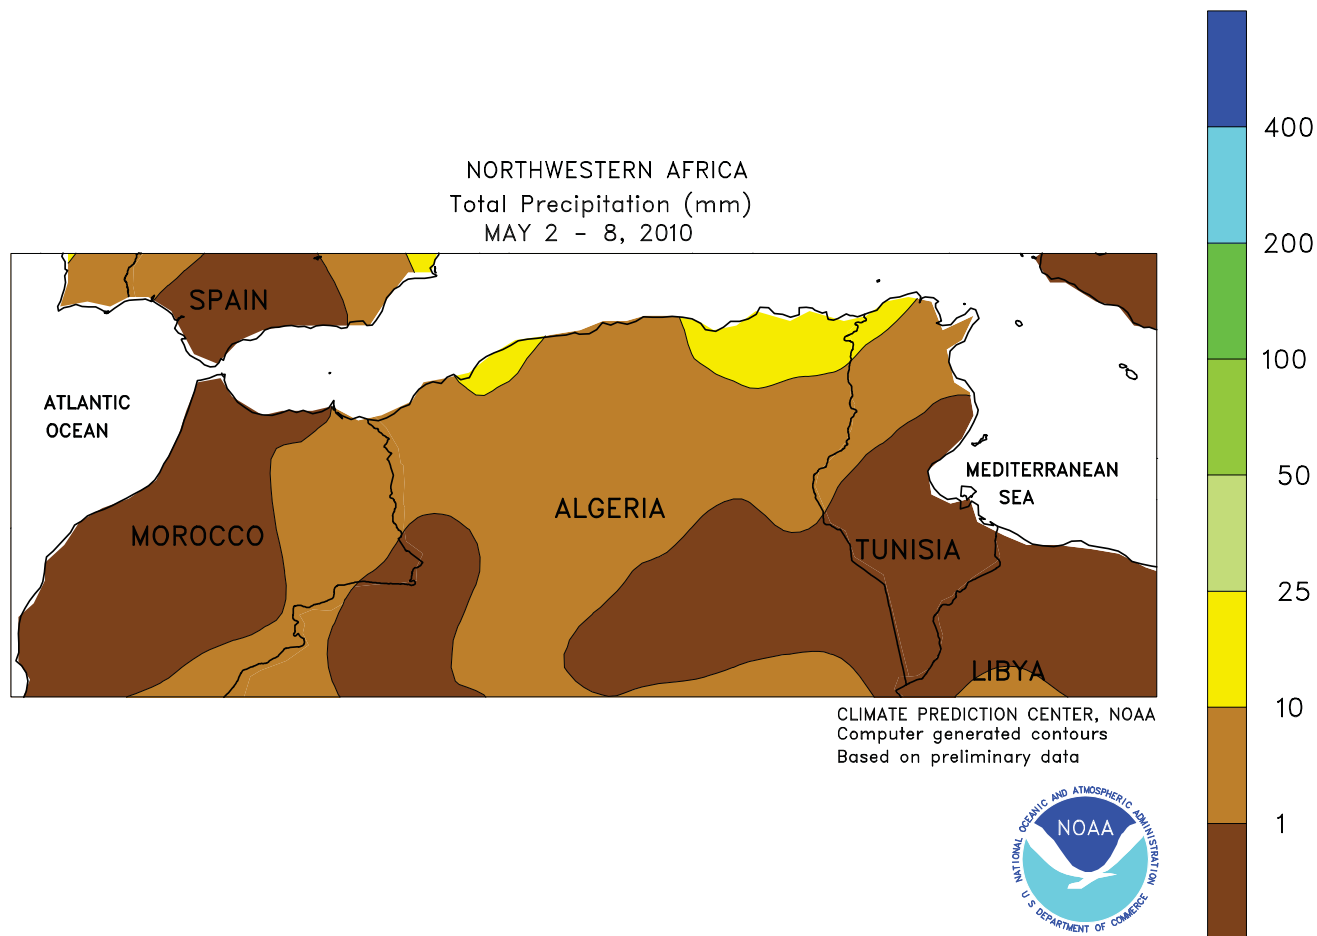 NORTHWESTERN AFRICA
Total Precipitation (mm)
MAY 2 - 8, 2010
SPAIN
ATLANTIC
OCEAN
MEDITERRANEAN
SEA
MOROCCO
ALGERIA
TUNISIA
LIBYA
400
200
100
50
25
10
1
CLIMATE PREDICTION CENTER, NOAA
Computer generated contours
Based on preliminary data
NATIONAL OCEANIC AND ATMOSPHERIC ADMINISTRATION
NOAA
U S DEPARTMENT OF COMMERCE